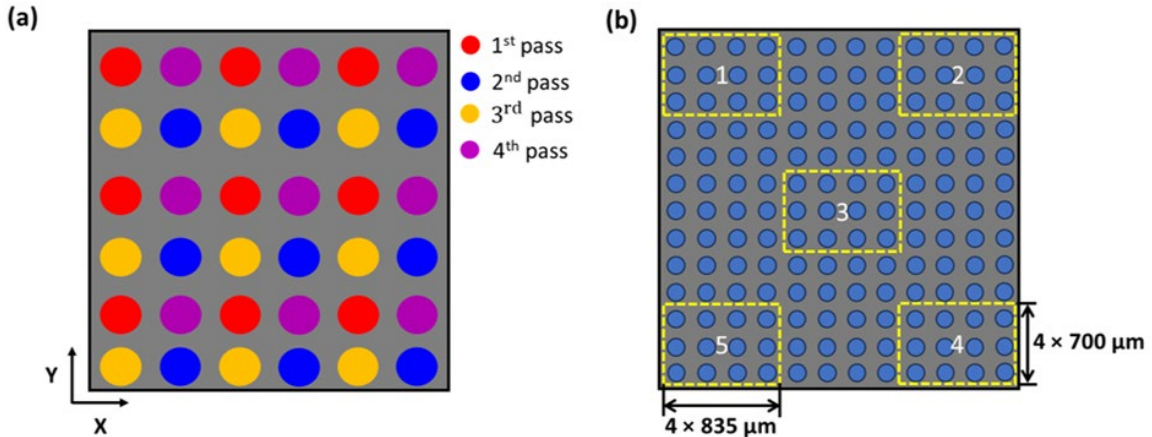 (a)
1st pass
2nd pass
3rd pass
4th pass
Y
X
(b)
1
2
3
5
4
4 × 700 µm
4 × 835 µm